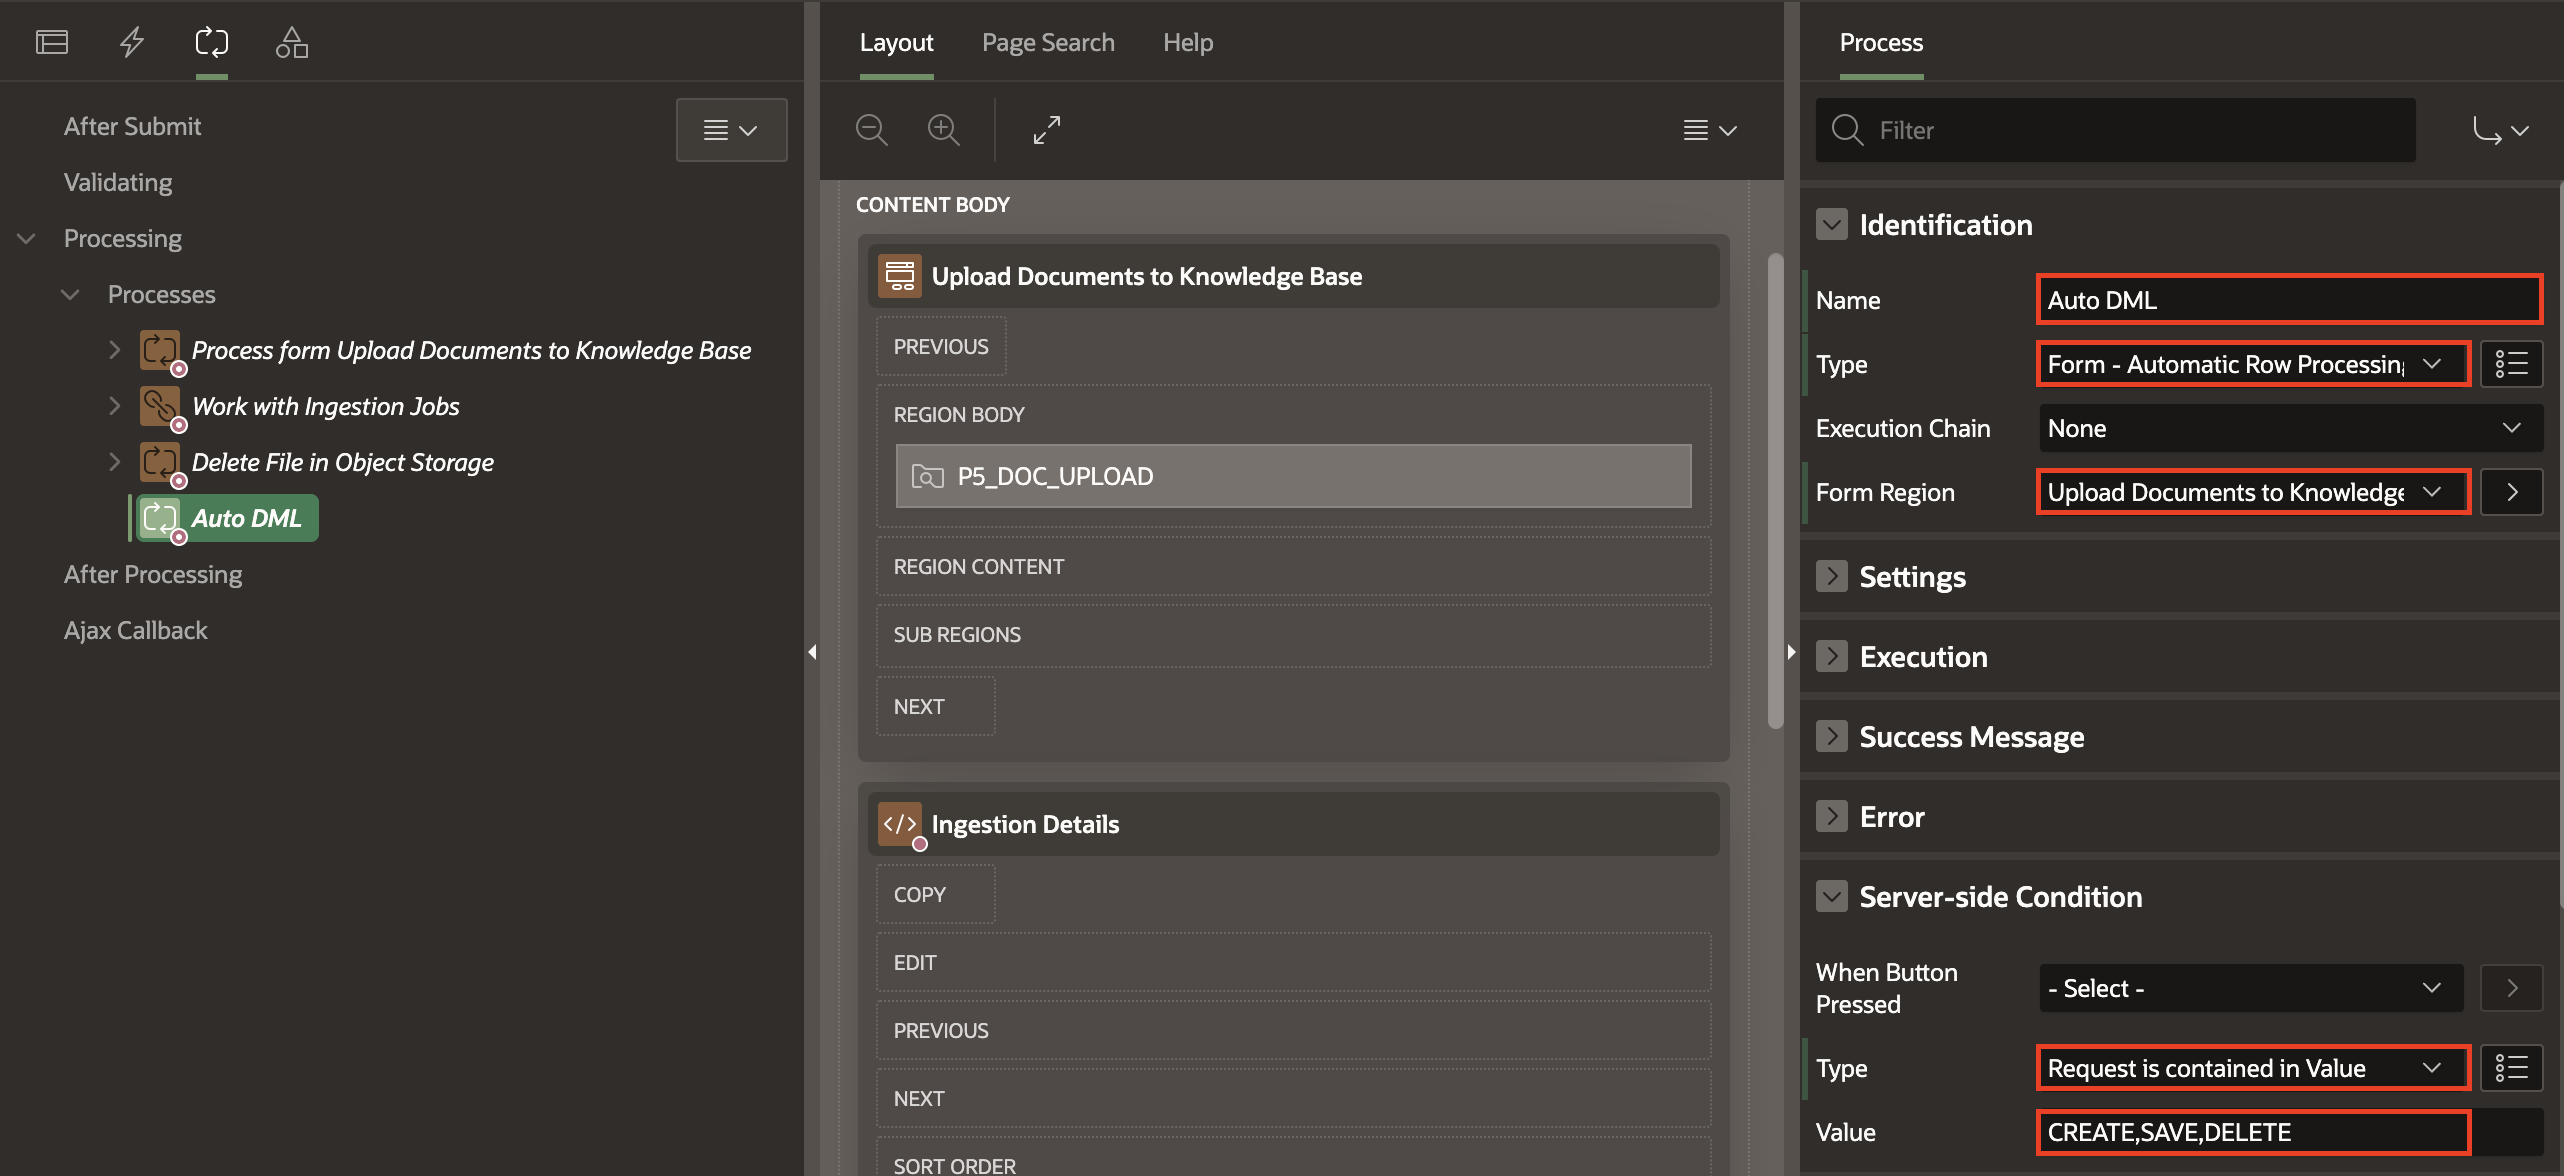 After Submit
Validating
Processing
Processes
Process form Upload Documents to Knowledge Base
Work with Ingestion Jobs
Delete File in Object Storage
Auto DML
After Processing
Ajax Callback
Layout
Page Search
Help
CONTENT BODY
Upload Documents to Knowledge Base
PREVIOUS
REGION BODY
P5_DOC_UPLOAD
REGION CONTENT
SUB REGIONS
NEXT
Ingestion Details
COPY
EDIT
PREVIOUS
NEXT
SORT ORDER
Process
Filter
Identification
Name
Auto DML
Type
Form - Automatic Row Processing
Execution Chain
None
Form Region
Upload Documents to Knowledge
Settings
Execution
Success Message
Error
Server-side Condition
When Button
Pressed
- Select -
Type
Request is contained in Value
Value
CREATE,SAVE,DELETE